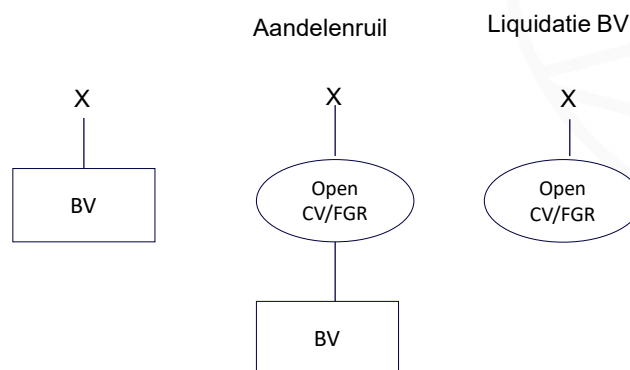 Aandelenruil
Liquidatie BV
X
X
X
BV
Open
CV/FGR
Open
CV/FGR
BV